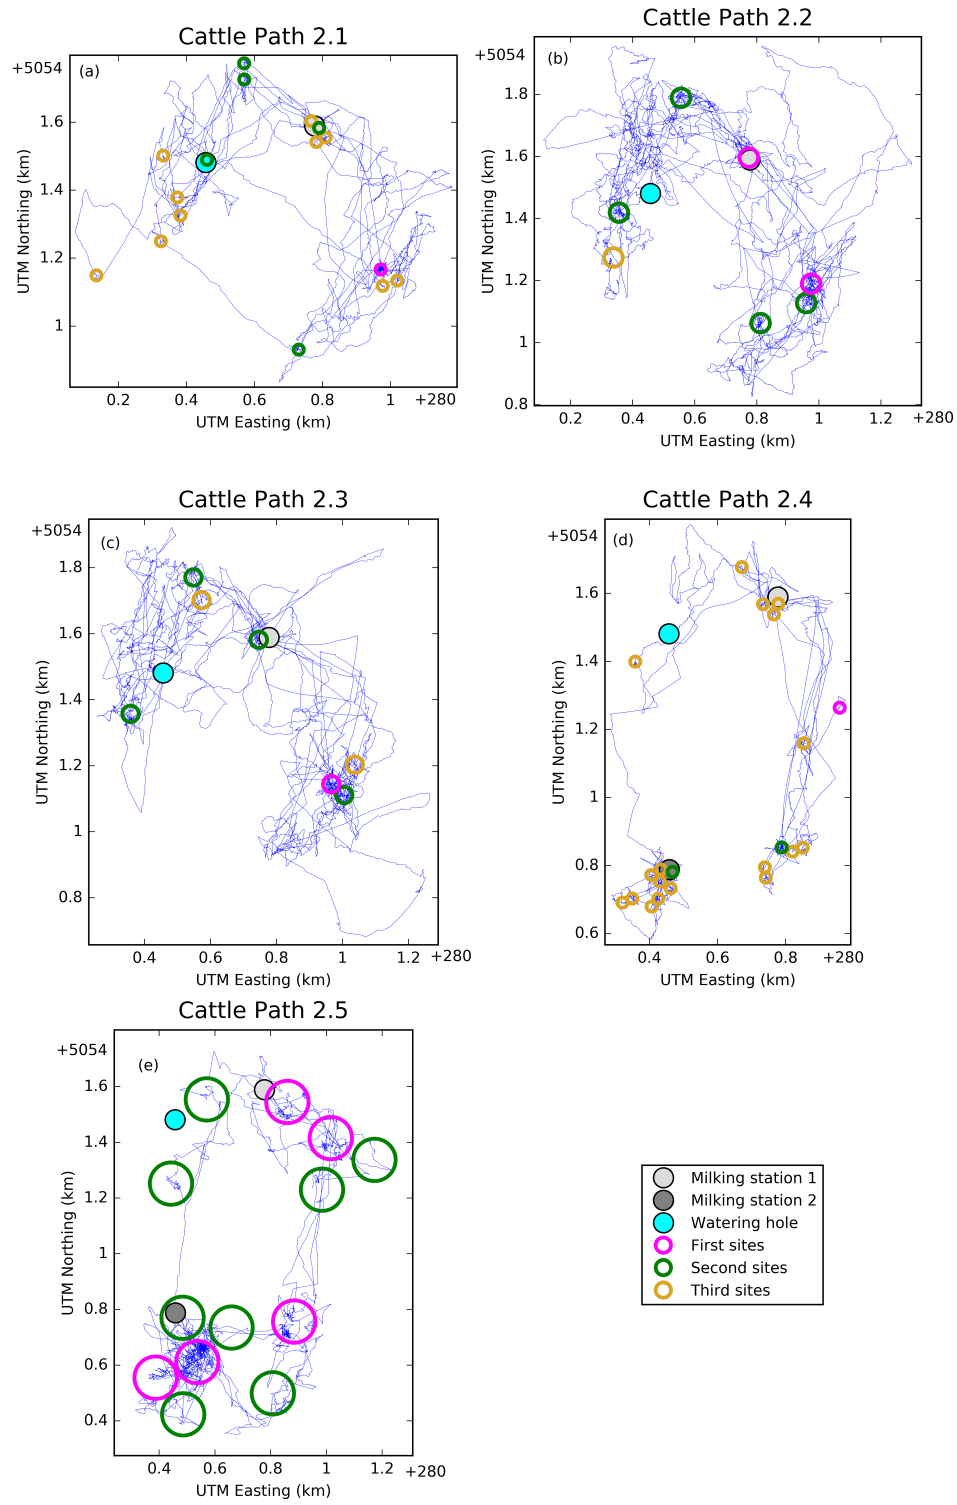 Cattle Path 2.1
+5054
(a)
1.6
1.4
1.2
1
UTM Northing (km)
0.2 0.4 0.6 0.8 1 +280
UTM Easting (km)
Cattle Path 2.2
+5054
(b)
1.8
1.6
1.4
1.2
1
0.8
UTM Northing (km)
0.2 0.4 0.6 0.8 1 1.2 +280
UTM Easting (km)
Cattle Path 2.3
+5054
(c)
1.8
1.6
1.4
1.2
1
0.8
UTM Northing (km)
0.4 0.6 0.8 1 1.2 +280
UTM Easting (km)
Cattle Path 2.4
+5054
(d)
1.6
1.4
1.2
1
0.8
0.6
UTM Northing (km)
0.4 0.6 0.8 +280
UTM Easting (km)
Cattle Path 2.5
+5054
(e)
1.6
1.4
1.2
1
0.8
0.6
0.4
UTM Northing (km)
0.4 0.6 0.8 1 1.2 +280
UTM Easting (km)
Milking station 1
Milking station 2
Watering hole
First sites
Second sites
Third sites